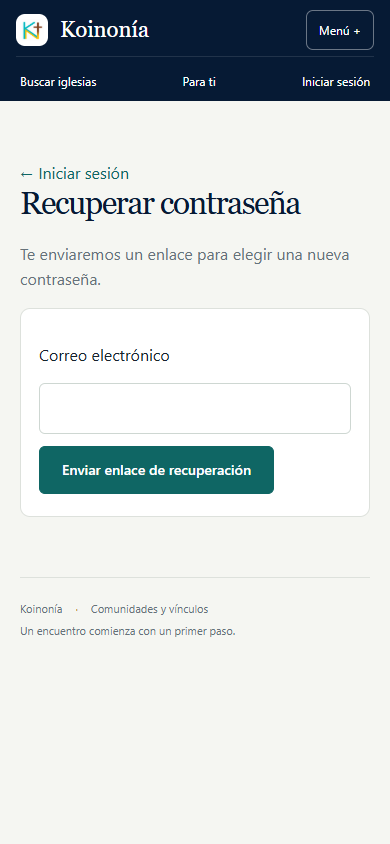 Koinonía
Menú +
Buscar iglesias
Para ti
Iniciar sesión
← Iniciar sesión
Recuperar contraseña
Te enviaremos un enlace para elegir una nueva
contraseña.
Correo electrónico
Enviar enlace de recuperación
Koinonía · Comunidades y vínculos
Un encuentro comienza con un primer paso.